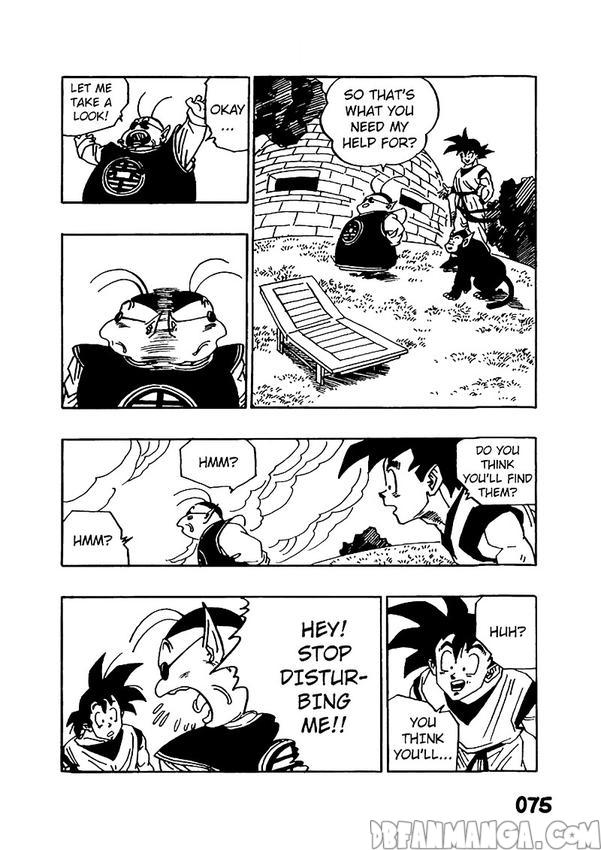 SO THAT'S
WHAT YOU
NEED MY
HELP FOR?
OKAY
...
LET ME
TAKE A
LOOK!
DO YOU
THINK
YOU'LL FIND
THEM?
HMM?
HMM?
HUH?
YOU
THINK
YOU'LL...
HEY!
STOP
DISTUR-
BING
ME!!
075
DBFANMANGA.COM